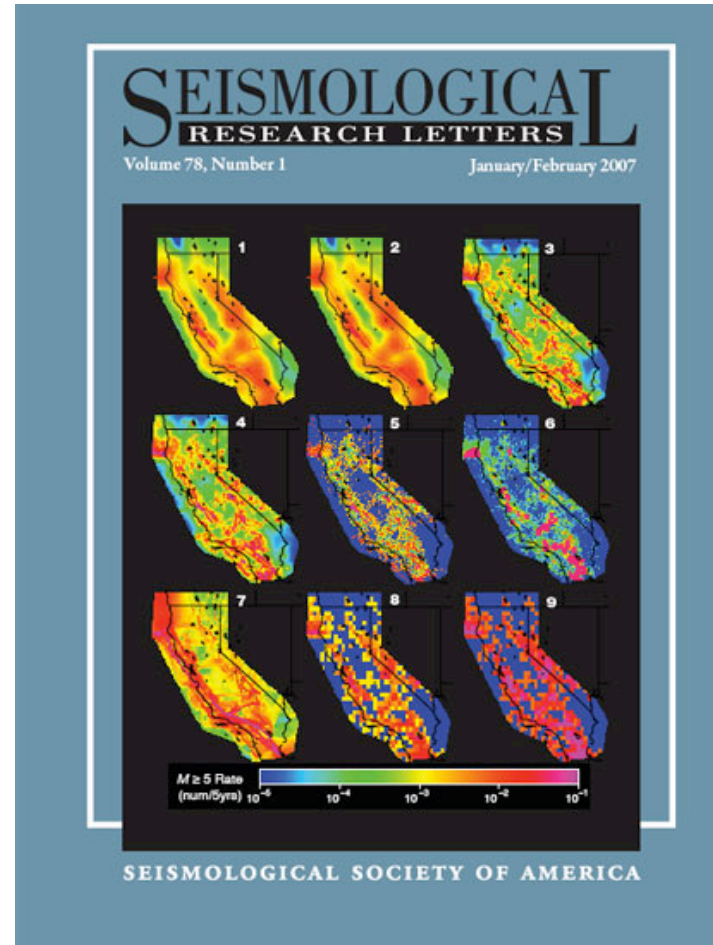 SEISMOLOGICAL
RESEARCH LETTERS
Volume 78, Number 1 January/February 2007
1 2 3
4 5 6
7 8 9
M ≥ 5 Rate
(num/5yrs) 10⁻⁵ 10⁻⁴ 10⁻³ 10⁻² 10⁻¹
SEISMOLOGICAL SOCIETY OF AMERICA